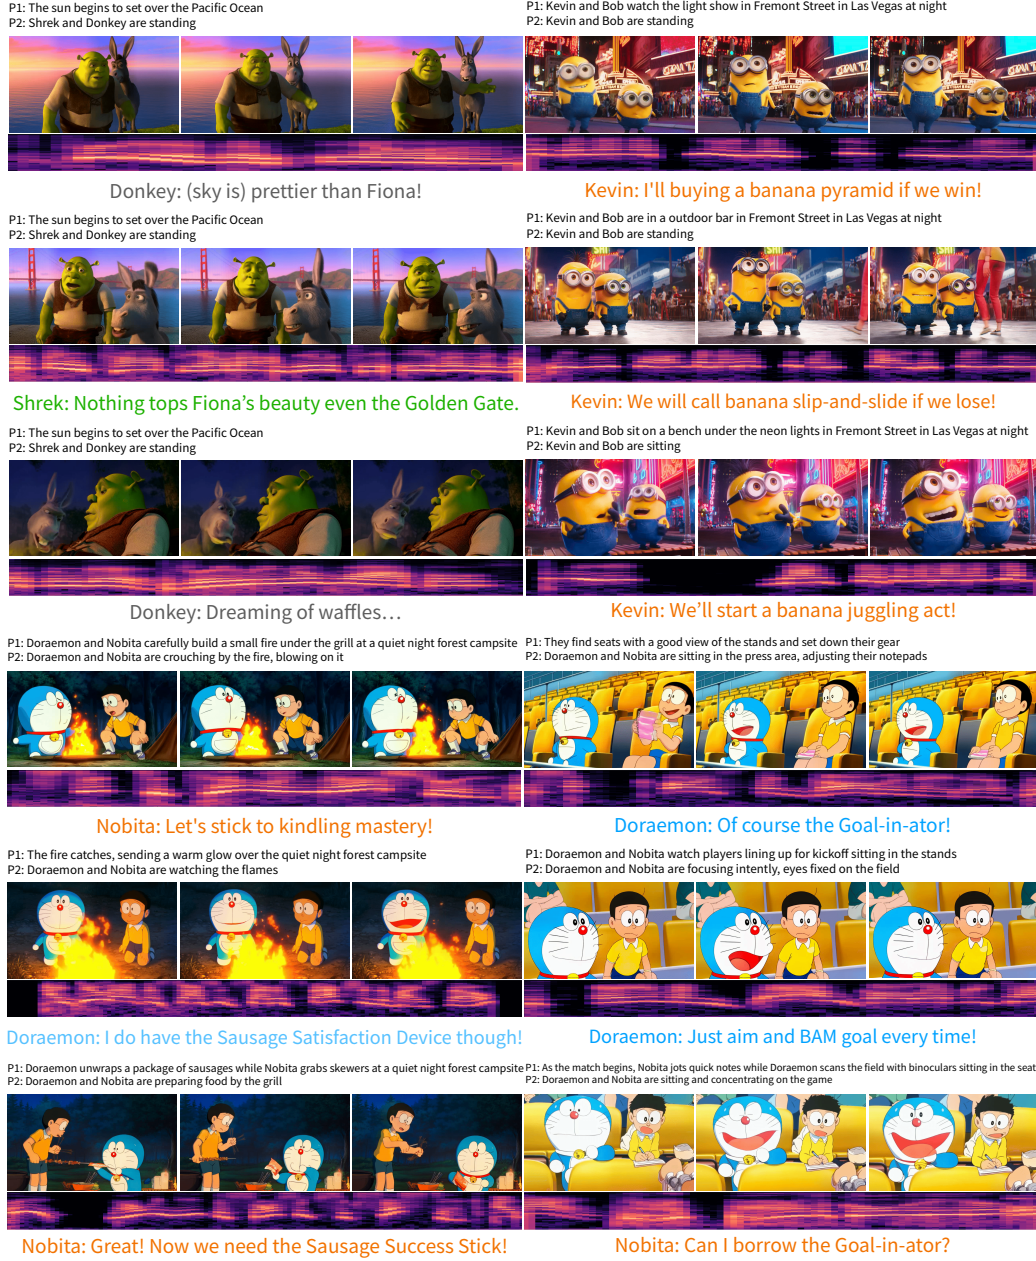 P1: The sun begins to set over the Pacific Ocean
P2: Shrek and Donkey are standing
Donkey: (sky is) prettier than Fiona!
P1: Kevin and Bob watch the light show in Fremont Street in Las Vegas at night
P2: Kevin and Bob are standing
Kevin: I'll buying a banana pyramid if we win!
P1: The sun begins to set over the Pacific Ocean
P2: Shrek and Donkey are standing
Shrek: Nothing tops Fiona's beauty even the Golden Gate.
P1: Kevin and Bob are in a outdoor bar in Fremont Street in Las Vegas at night
P2: Kevin and Bob are standing
Kevin: We will call banana slip-and-slide if we lose!
P1: The sun begins to set over the Pacific Ocean
P2: Shrek and Donkey are standing
Donkey: Dreaming of waffles...
P1: Kevin and Bob sit on a bench under the neon lights in Fremont Street in Las Vegas at night
P2: Kevin and Bob are sitting
Kevin: We'll start a banana juggling act!
P1: Doraemon and Nobita carefully build a small fire under the grill at a quiet night forest campsite
P2: Doraemon and Nobita are crouching by the fire, blowing on it
Nobita: Let's stick to kindling mastery!
P1: They find seats with a good view of the stands and set down their gear
P2: Doraemon and Nobita are sitting in the press area, adjusting their notepads
Doraemon: Of course the Goal-in-ator!
P1: The fire catches, sending a warm glow over the quiet night forest campsite
P2: Doraemon and Nobita are watching the flames
Doraemon: I do have the Sausage Satisfaction Device though!
P1: Doraemon and Nobita watch players lining up for kickoff sitting in the stands
P2: Doraemon and Nobita are focusing intently, eyes fixed on the field
Doraemon: Just aim and BAM goal every time!
P1: Doraemon unwraps a package of sausages while Nobita grabs skewers at a quiet night forest campsite
P2: Doraemon and Nobita are preparing food by the grill
Nobita: Great! Now we need the Sausage Success Stick!
P1: As the match begins, Nobita jots quick notes while Doraemon scans the field with binoculars sitting in the seat
P2: Doraemon and Nobita are sitting and concentrating on the game
Nobita: Can I borrow the Goal-in-ator?